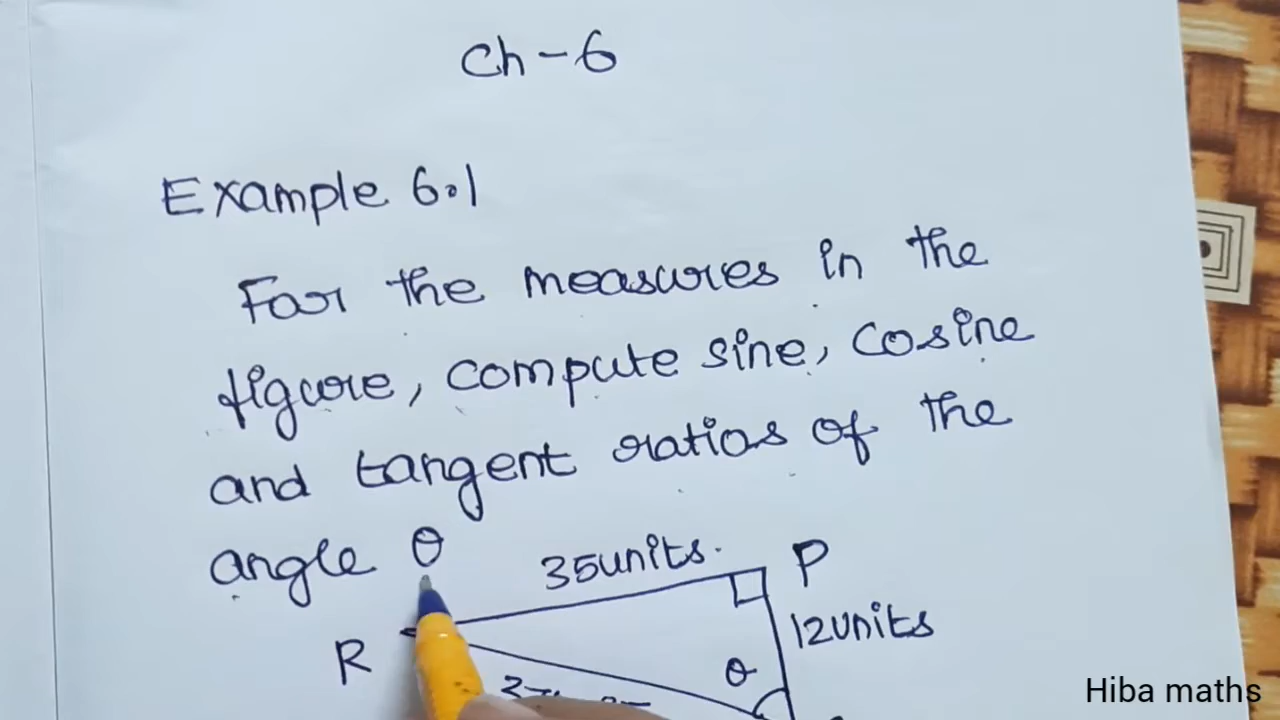 Ch-6
Example 6.1
For the measures in the
figure, compute sine, cosine
and tangent ratios of the
angle θ
35units.
P
12units
R
θ
Hiba maths